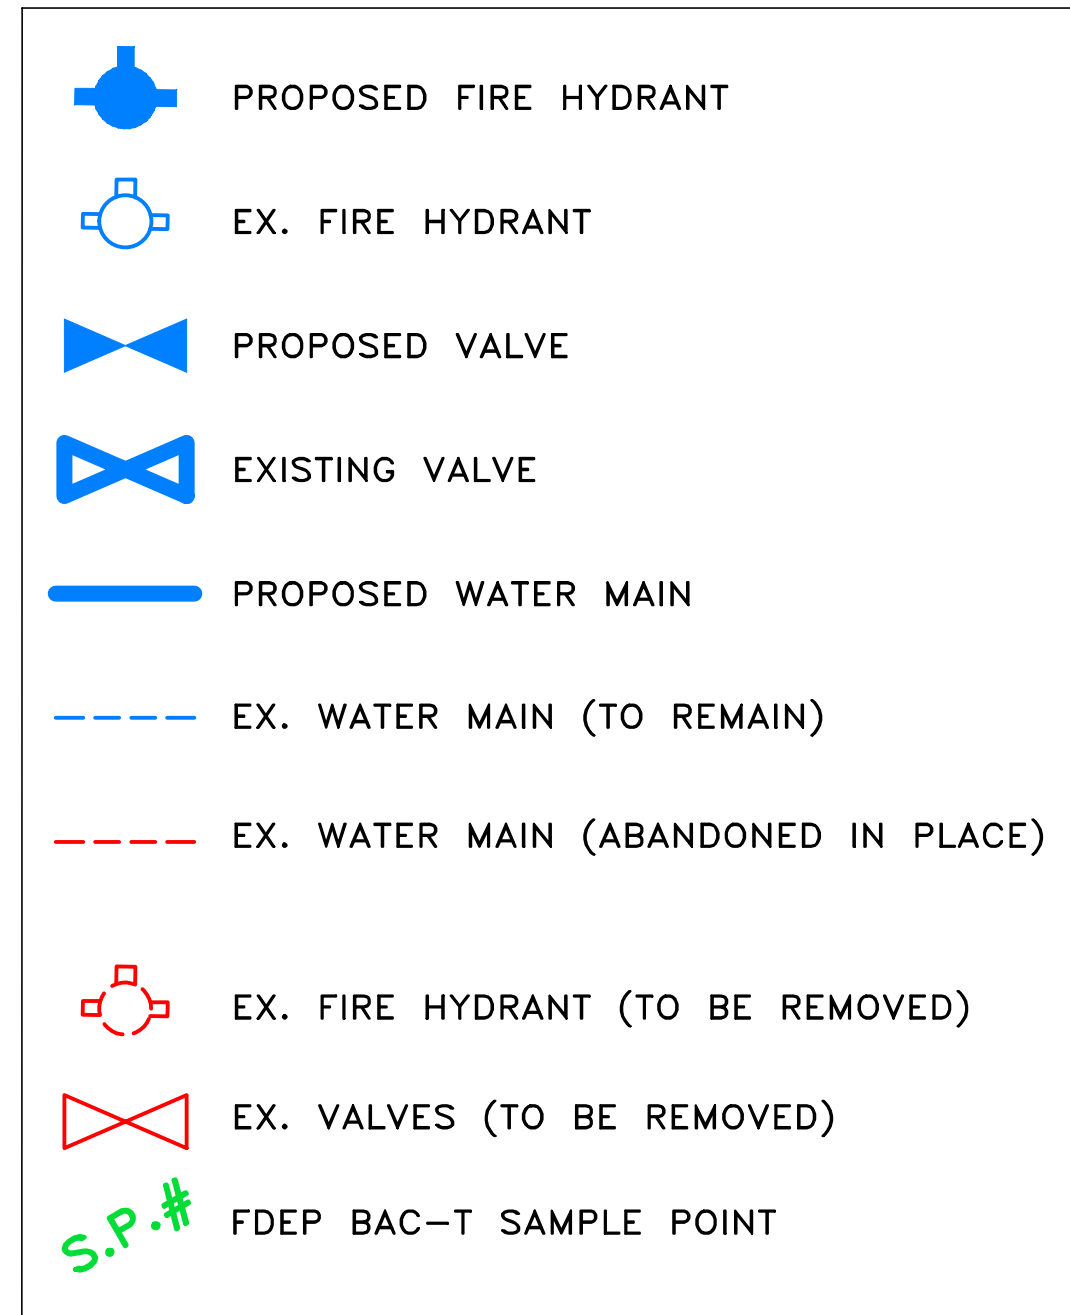 PROPOSED FIRE HYDRANT
EX. FIRE HYDRANT
PROPOSED VALVE
EXISTING VALVE
PROPOSED WATER MAIN
EX. WATER MAIN (TO REMAIN)
EX. WATER MAIN (ABANDONED IN PLACE)
EX. FIRE HYDRANT (TO BE REMOVED)
EX. VALVES (TO BE REMOVED)
S.P.# FDEP BAC-T SAMPLE POINT